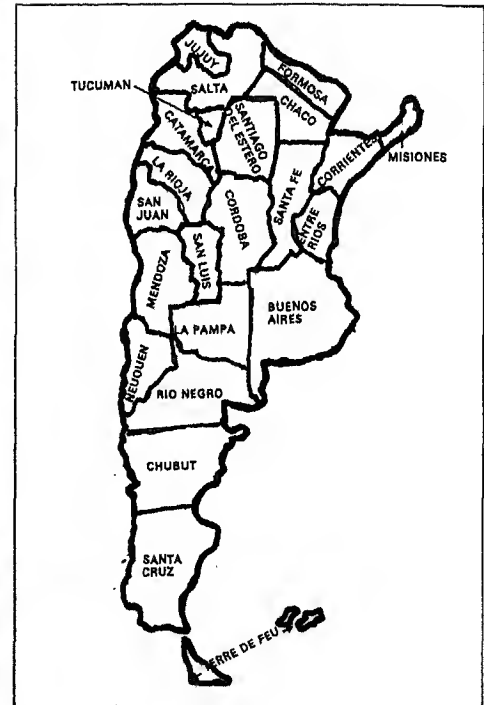 JUJUY
SALTA
FORMOSA
CHACO
TUCUMAN
CATAMARCA
SANTIAGO
DEL ESTERO
MISIONES
CORRIENTES
LA RIOJA
SANTA FE
SAN
JUAN
CORDOBA
ENTRE
RIOS
SAN LUIS
MENDOZA
BUENOS
AIRES
LA PAMPA
NEUQUEN
RIO NEGRO
CHUBUT
SANTA
CRUZ
TERRE DE FEU